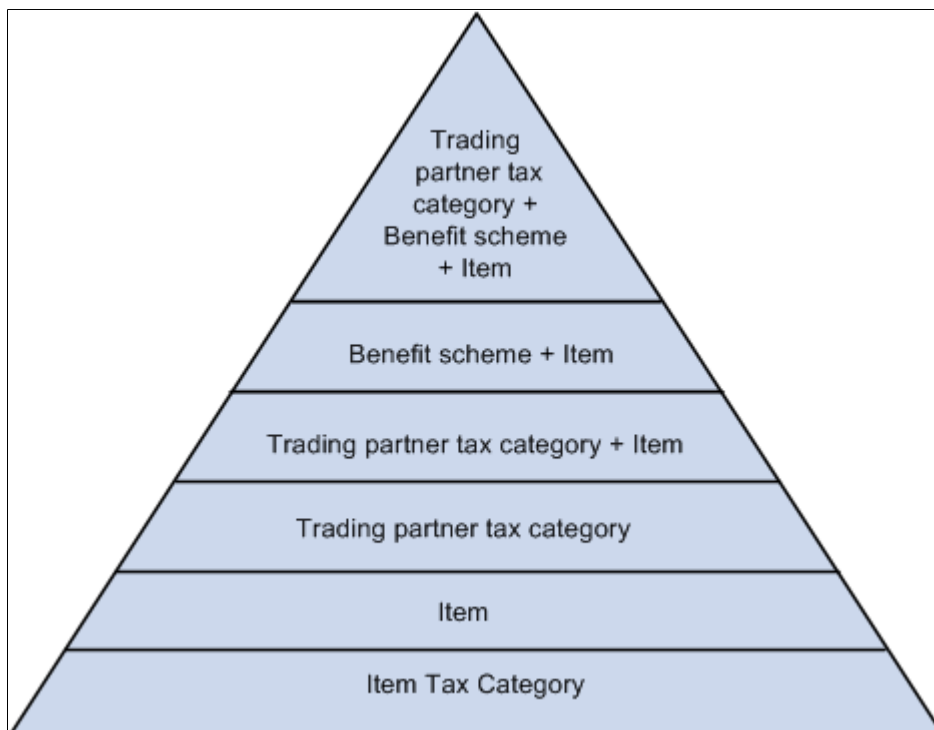 Trading
partner tax
category +
Benefit scheme
+ Item
Benefit scheme + Item
Trading partner tax category + Item
Trading partner tax category
Item
Item Tax Category